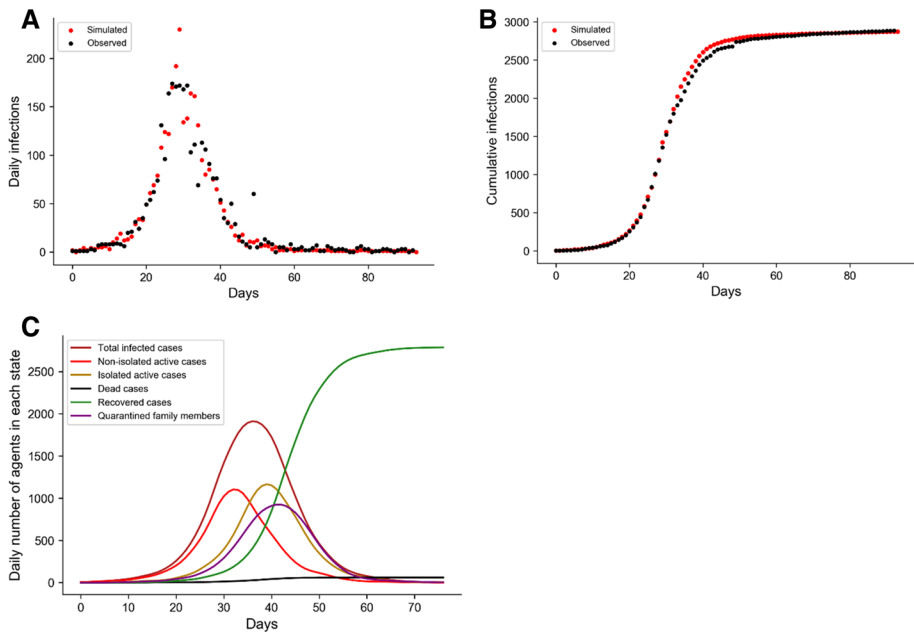 A
Simulated
Observed
Daily infections
200
150
100
50
0
0 20 40 60 80
Days
B
Simulated
Observed
Cumulative infections
3000
2500
2000
1500
1000
500
0
0 20 40 60 80
Days
C
Total infected cases
Non-isolated active cases
Isolated active cases
Dead cases
Recovered cases
Quarantined family members
Daily number of agents in each state
2500
2000
1500
1000
500
0
0 10 20 30 40 50 60 70
Days